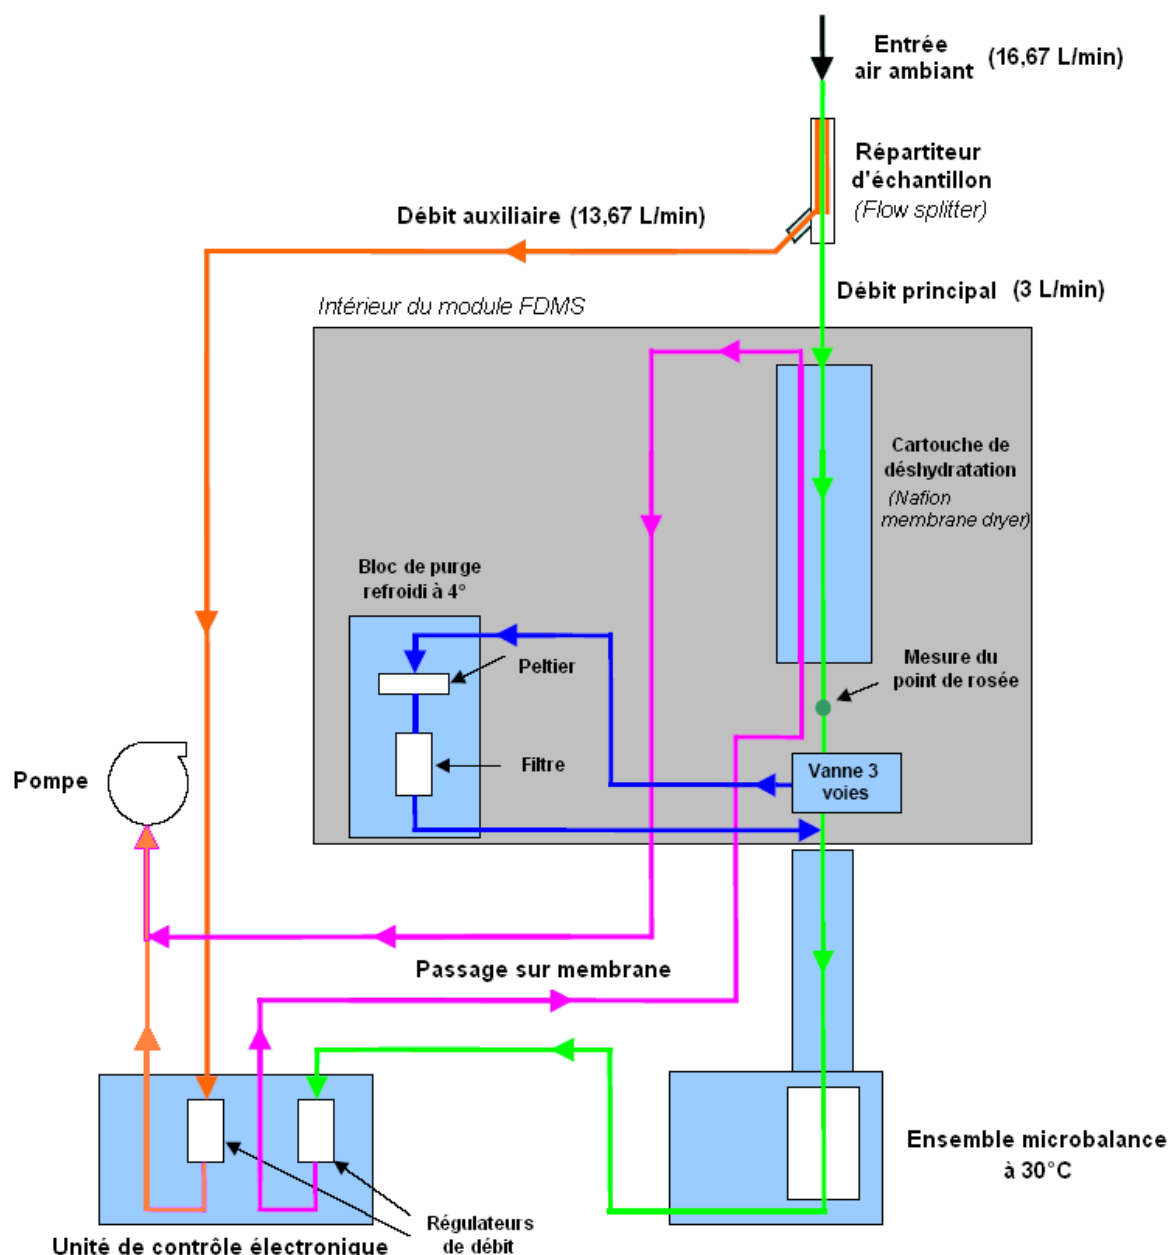 Entrée
air ambiant
(16,67 L/min)
Répartiteur
d'échantillon
(Flow splitter)
Débit auxiliaire (13,67 L/min)
Débit principal (3 L/min)
Intérieur du module FDMS
Cartouche de
déshydratation
(Nafion
membrane dryer)
Bloc de purge
refroidi à 4°
Peltier
Mesure du
point de rosée
Filtre
Vanne 3
voies
Pompe
Passage sur membrane
Ensemble microbalance
à 30°C
Régulateurs
de débit
Unité de contrôle électronique